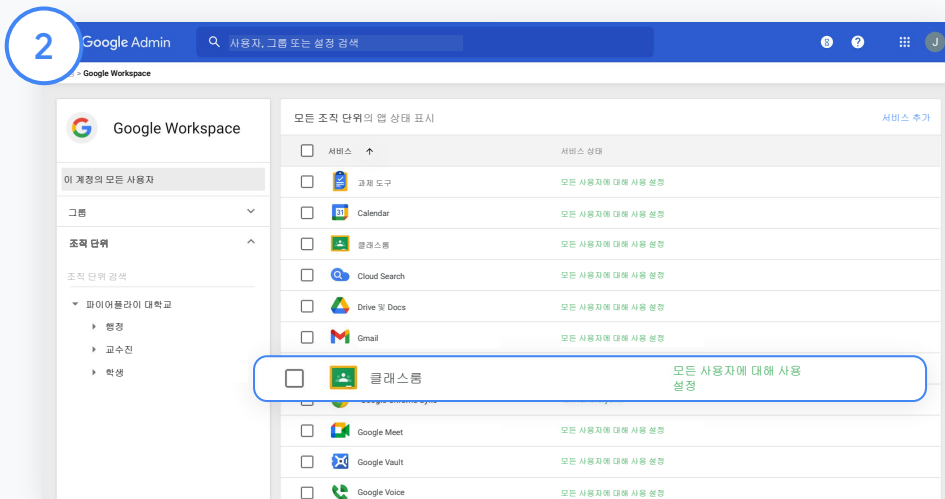 2
Google Admin
사용자, 그룹 또는 설정 검색
J
> Google Workspace
Google Workspace
이 계정의 모든 사용자
그룹
조직 단위
조직 단위 검색
파이어플라이 대학교
행정
교수진
학생
모든 조직 단위의 앱 상태 표시
서비스 추가
서비스
서비스 상태
과제 도구
모든 사용자에 대해 사용 설정
31
Calendar
모든 사용자에 대해 사용 설정
클래스룸
모든 사용자에 대해 사용 설정
Cloud Search
모든 사용자에 대해 사용 설정
Drive 및 Docs
모든 사용자에 대해 사용 설정
Gmail
모든 사용자에 대해 사용 설정
클래스룸
모든 사용자에 대해 사용
설정
Google Meet
모든 사용자에 대해 사용 설정
Google Vault
모든 사용자에 대해 사용 설정
Google Voice
모든 사용자에 대해 사용 설정